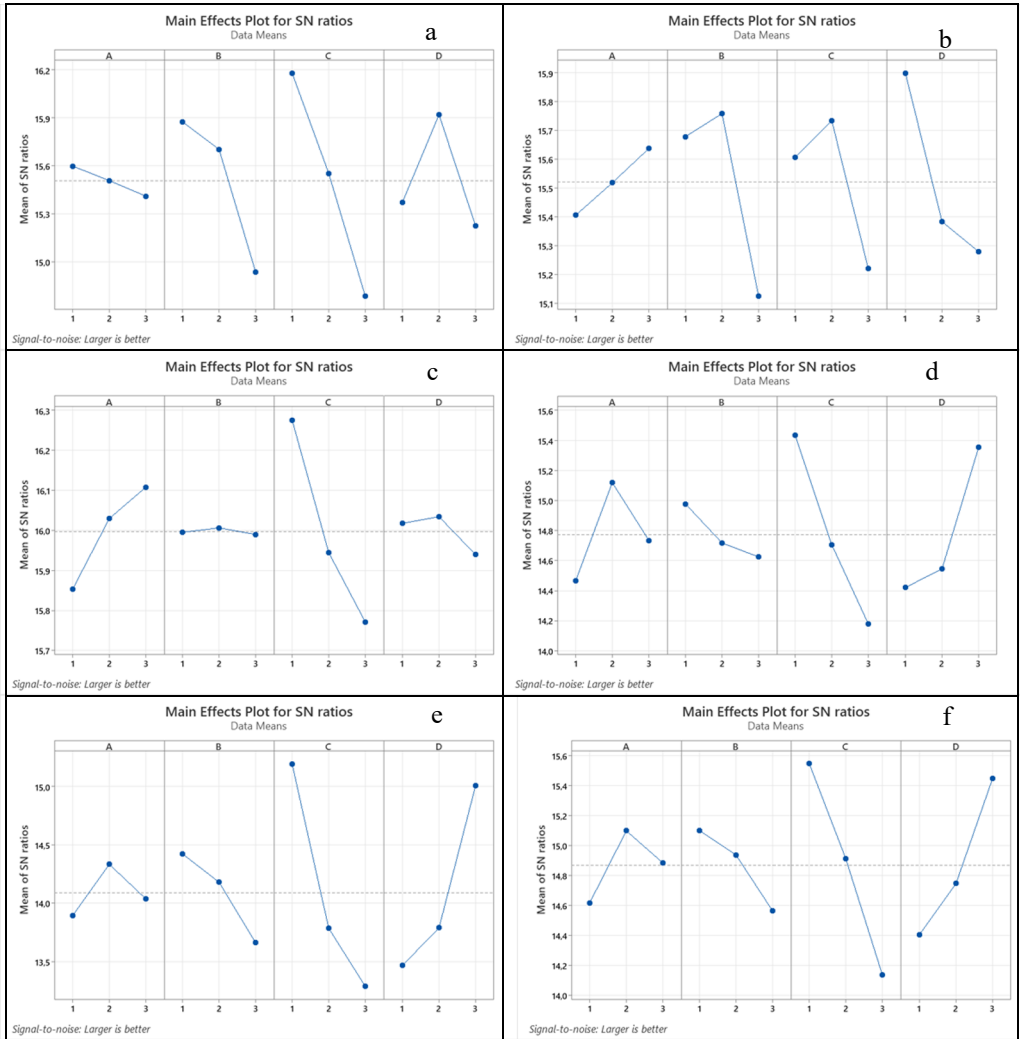 Main Effects Plot for SN ratios
Data Means
a
A B C D
Mean of SN ratios
16,2
15,9
15,6
15,3
15,0
1 2 3 1 2 3 1 2 3 1 2 3
Signal-to-noise: Larger is better
Main Effects Plot for SN ratios
Data Means
b
A B C D
Mean of SN ratios
15,9
15,8
15,7
15,6
15,5
15,4
15,3
15,2
15,1
1 2 3 1 2 3 1 2 3 1 2 3
Signal-to-noise: Larger is better
Main Effects Plot for SN ratios
Data Means
c
A B C D
Mean of SN ratios
16,3
16,2
16,1
16,0
15,9
15,8
15,7
1 2 3 1 2 3 1 2 3 1 2 3
Signal-to-noise: Larger is better
Main Effects Plot for SN ratios
Data Means
d
A B C D
Mean of SN ratios
15,6
15,4
15,2
15,0
14,8
14,6
14,4
14,2
14,0
1 2 3 1 2 3 1 2 3 1 2 3
Signal-to-noise: Larger is better
Main Effects Plot for SN ratios
Data Means
e
A B C D
Mean of SN ratios
15,0
14,5
14,0
13,5
1 2 3 1 2 3 1 2 3 1 2 3
Signal-to-noise: Larger is better
Main Effects Plot for SN ratios
Data Means
f
A B C D
Mean of SN ratios
15,6
15,4
15,2
15,0
14,8
14,6
14,4
14,2
14,0
1 2 3 1 2 3 1 2 3 1 2 3
Signal-to-noise: Larger is better